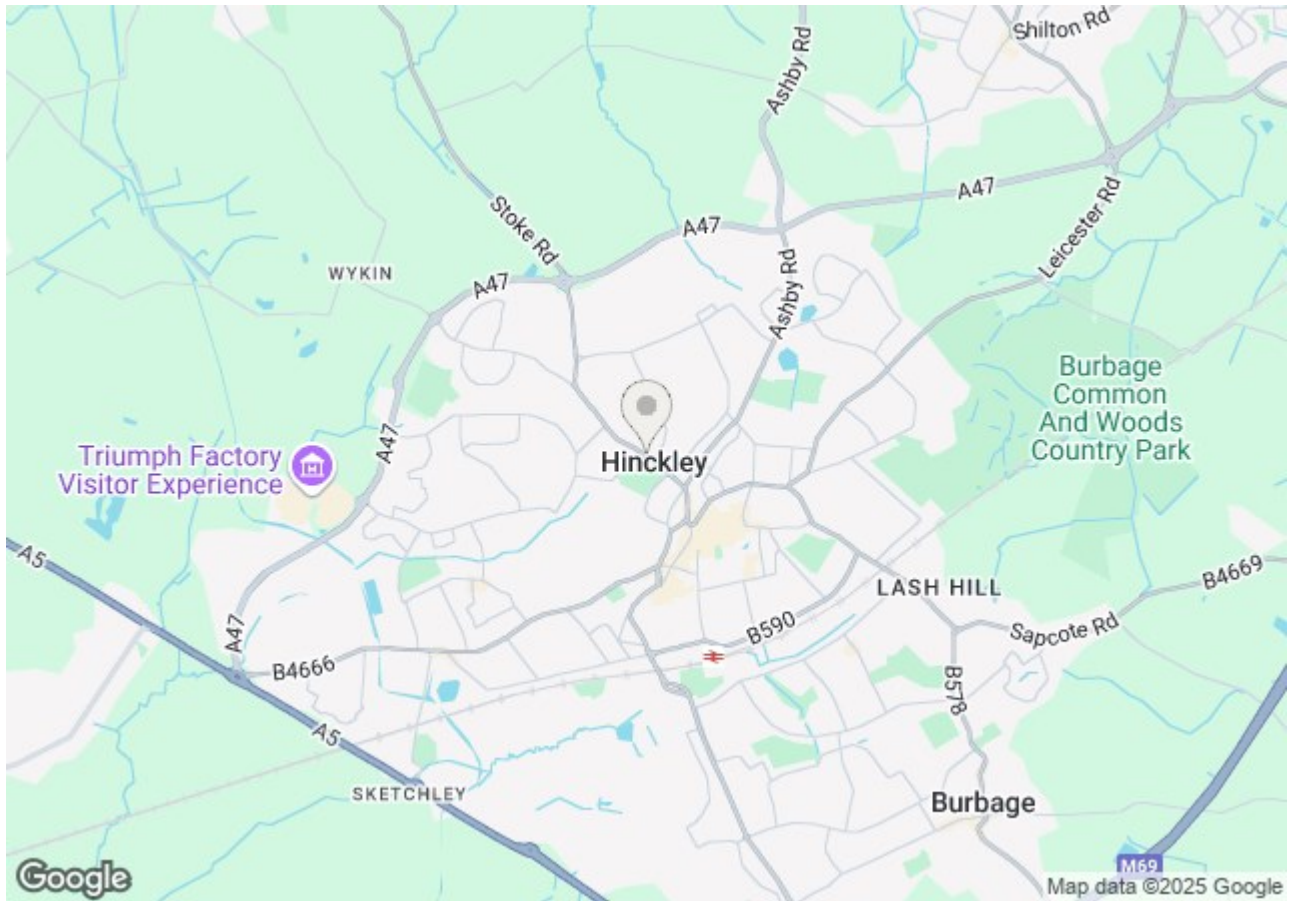 Shilton Rd
Ashby Rd
A47
Leicester Rd
Stoke Rd
A47
WYKIN
A47
Ashby Rd
Burbage
Common
And Woods
Country Park
A47
Triumph Factory
Visitor Experience
Hinckley
A5
LASH HILL
B4669
Sapcote Rd
B590
A47
B4666
B578
A5
SKETCHLEY
Burbage
M69
Google
Map data ©2025 Google